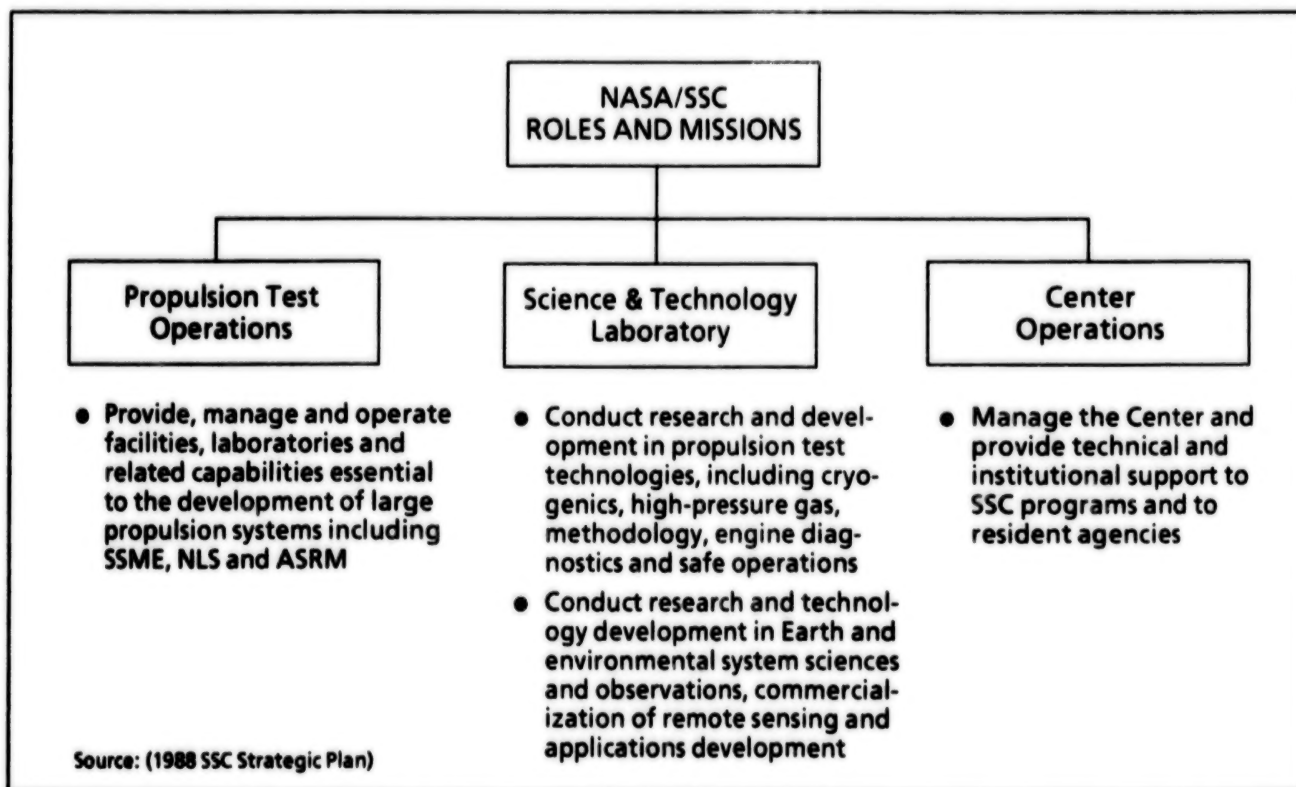 NASA/SSC
ROLES AND MISSIONS
Propulsion Test
Operations
● Provide, manage and operate
facilities, laboratories and
related capabilities essential
to the development of large
propulsion systems including
SSME, NLS and ASRM
Science & Technology
Laboratory
● Conduct research and devel-
opment in propulsion test
technologies, including cryo-
genics, high-pressure gas,
methodology, engine diag-
nostics and safe operations
● Conduct research and technol-
ogy development in Earth and
environmental system sciences
and observations, commercial-
ization of remote sensing and
applications development
Center
Operations
● Manage the Center and
provide technical and
institutional support to
SSC programs and to
resident agencies
Source: (1988 SSC Strategic Plan)